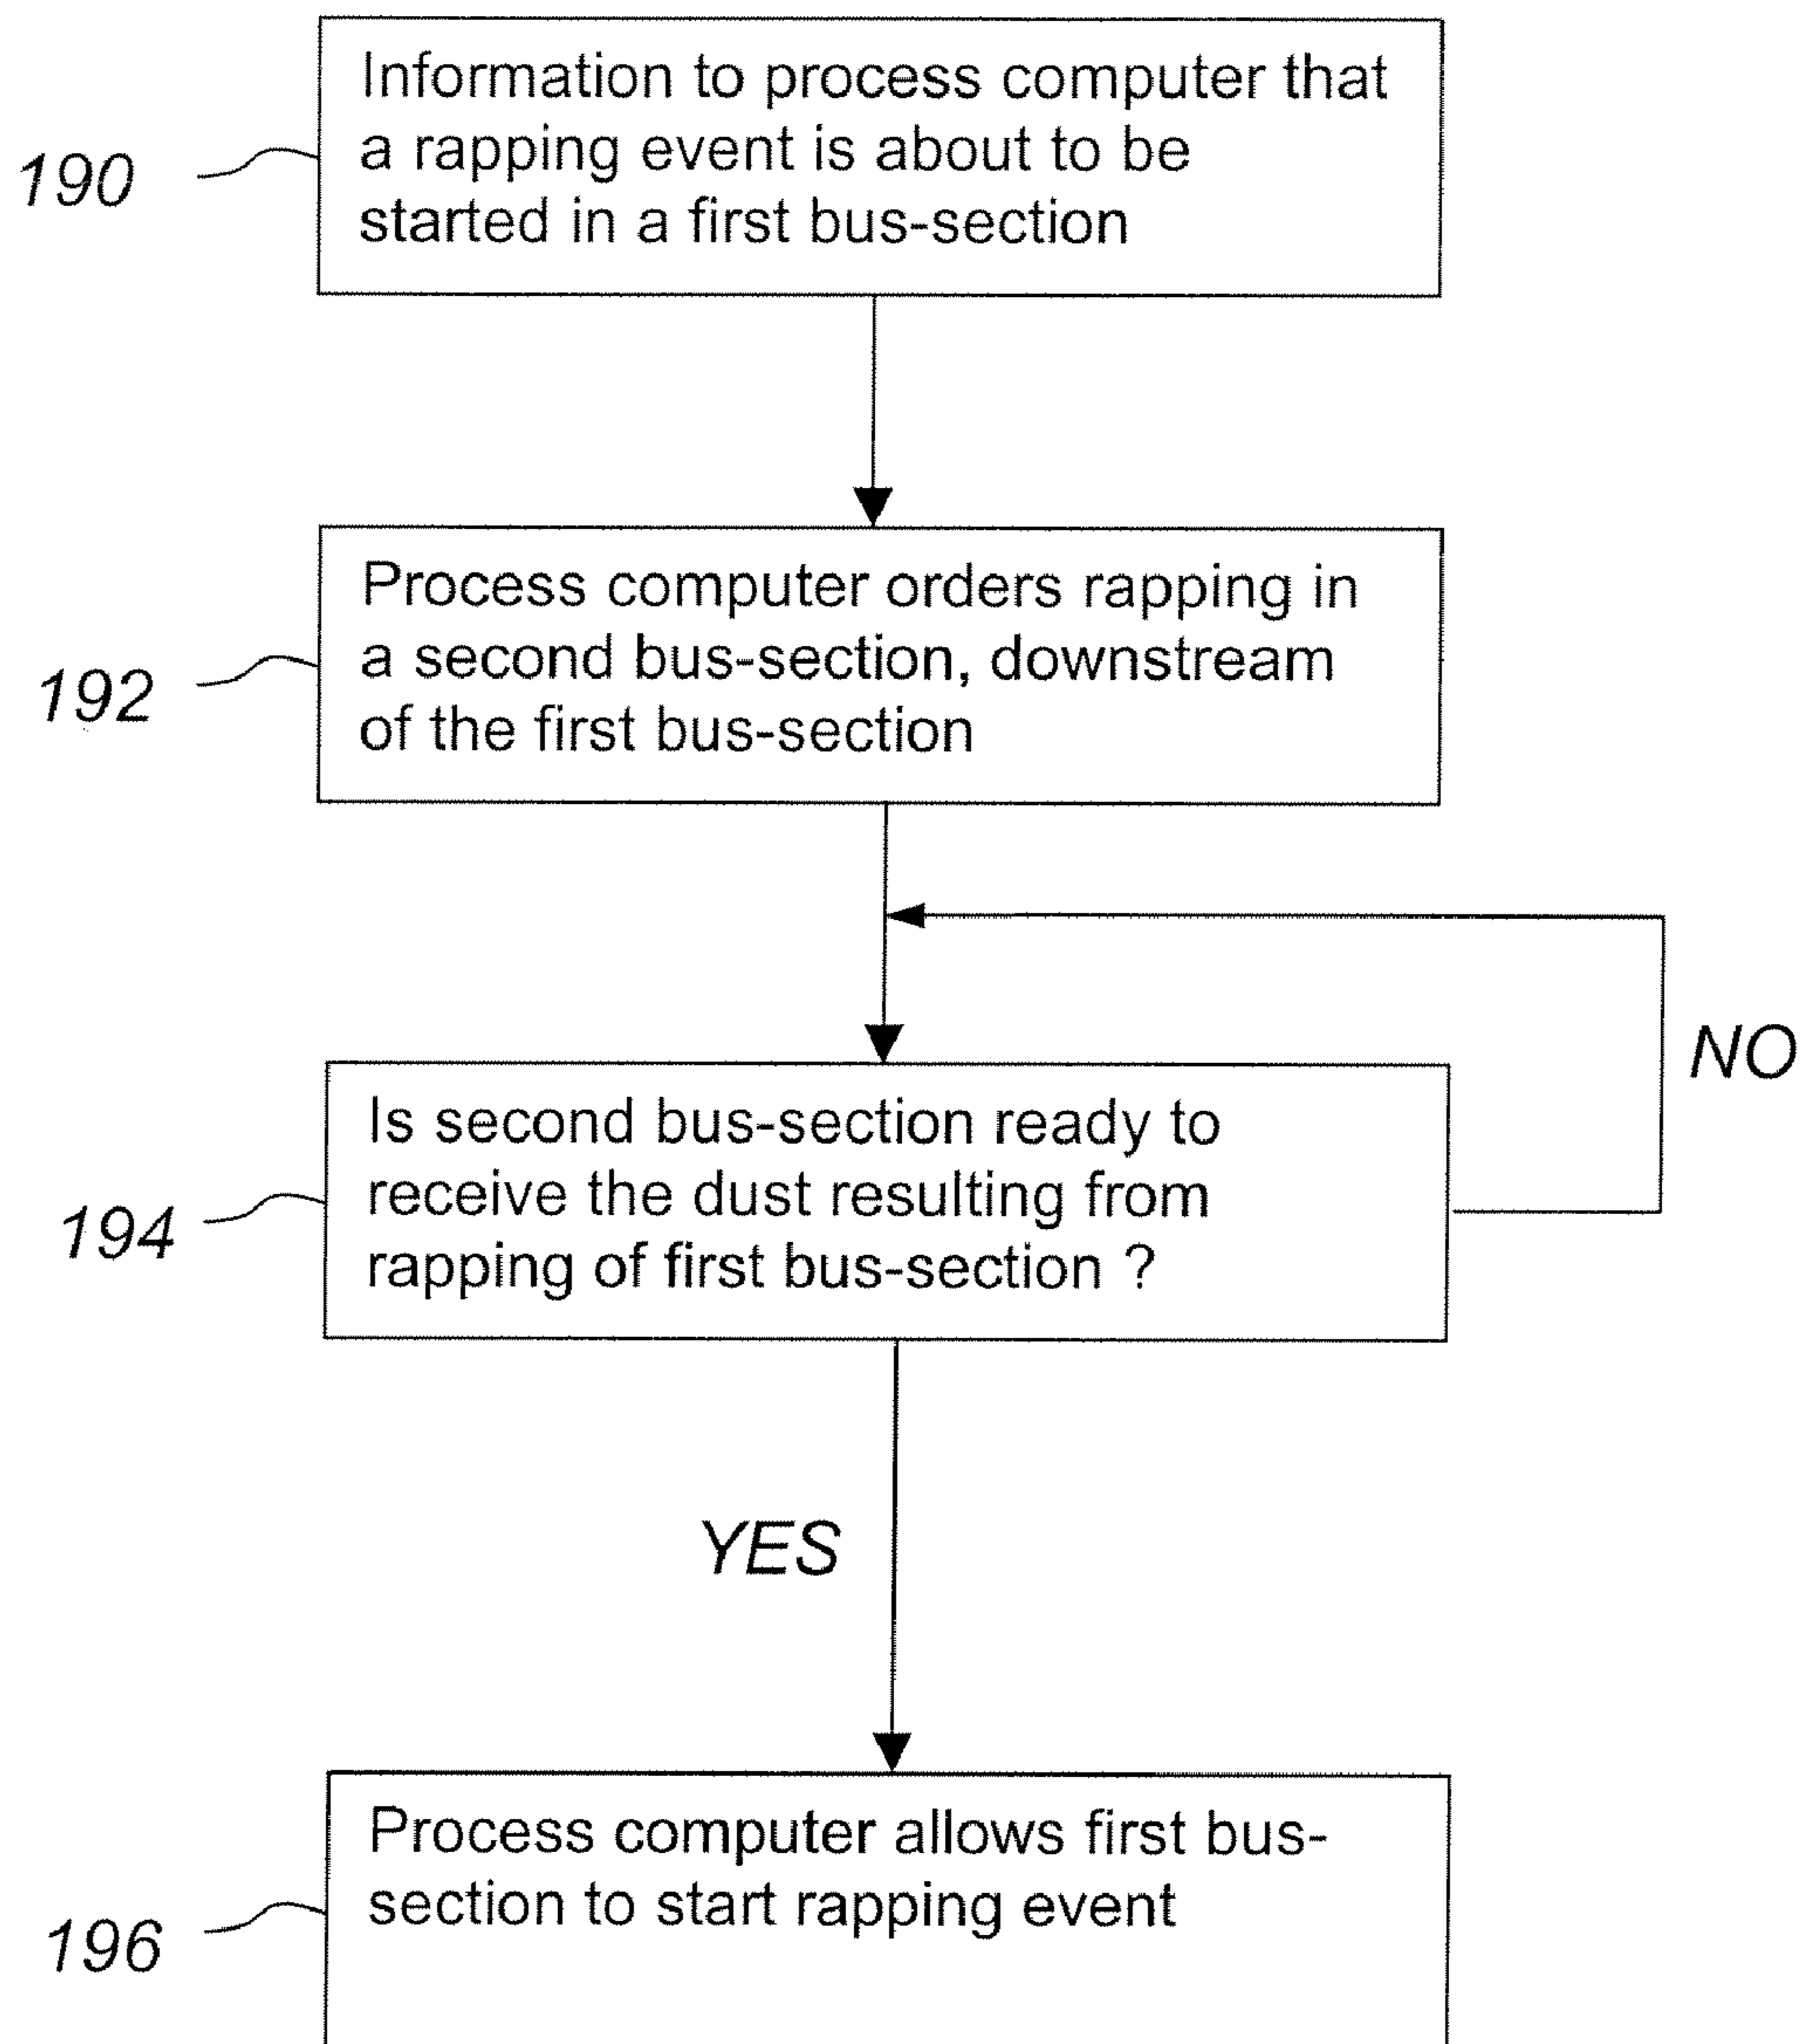 Information to process computer that
a rapping event is about to be
started in a first bus-section
190
Process computer orders rapping in
a second bus-section, downstream
of the first bus-section
192
NO
Is second bus-section ready to
receive the dust resulting from
rapping of first bus-section ?
194
YES
Process computer allows first bus-
section to start rapping event
196